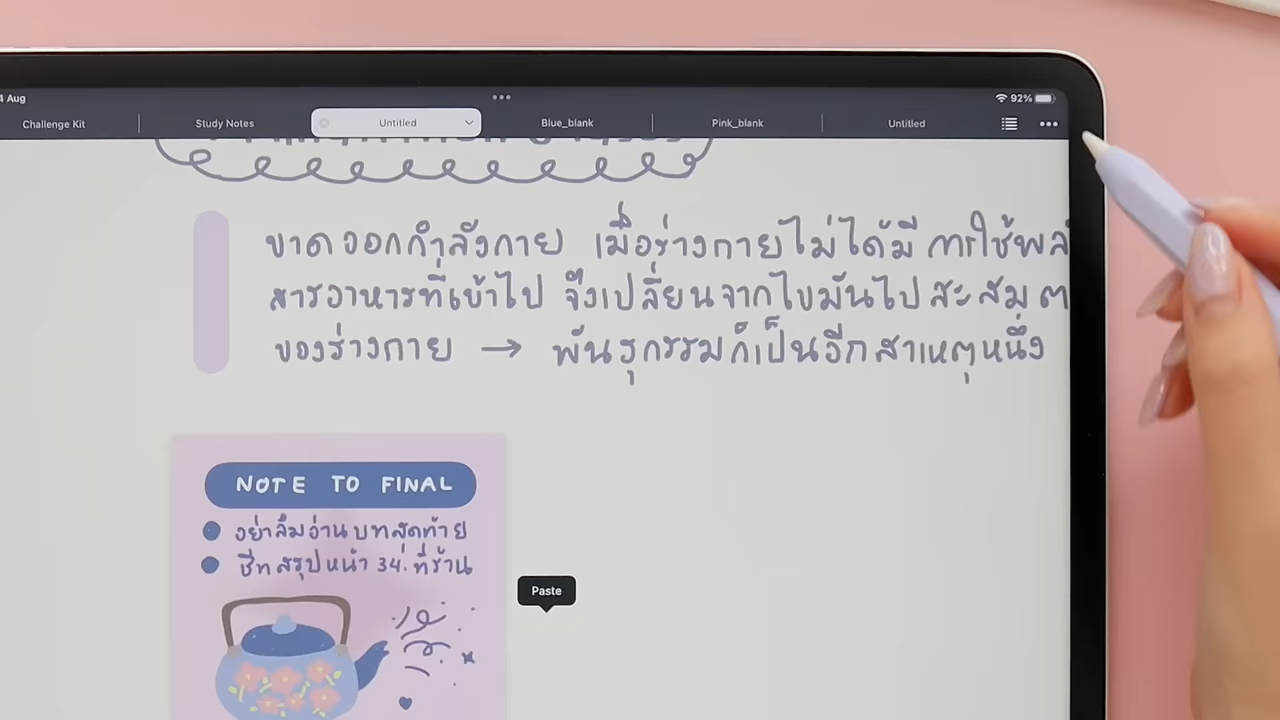 4 Aug
92%
Challenge Kit
Study Notes
Untitled
Blue_blank
Pink_blank
Untitled
ขาดออกกำลังกาย เมื่อร่างกายไม่ได้มี การใช้พลัง
สารอาหารที่เข้าไป จึงเปลี่ยนจากไขมันไปสะสม ต
ของร่างกาย → พันธุกรรมก็เป็นอีกสาเหตุหนึ่ง
NOTE TO FINAL
อย่าลืมอ่านบทสุดท้าย
ชีทสรุปหน้า 34. ที่ร้าน
Paste